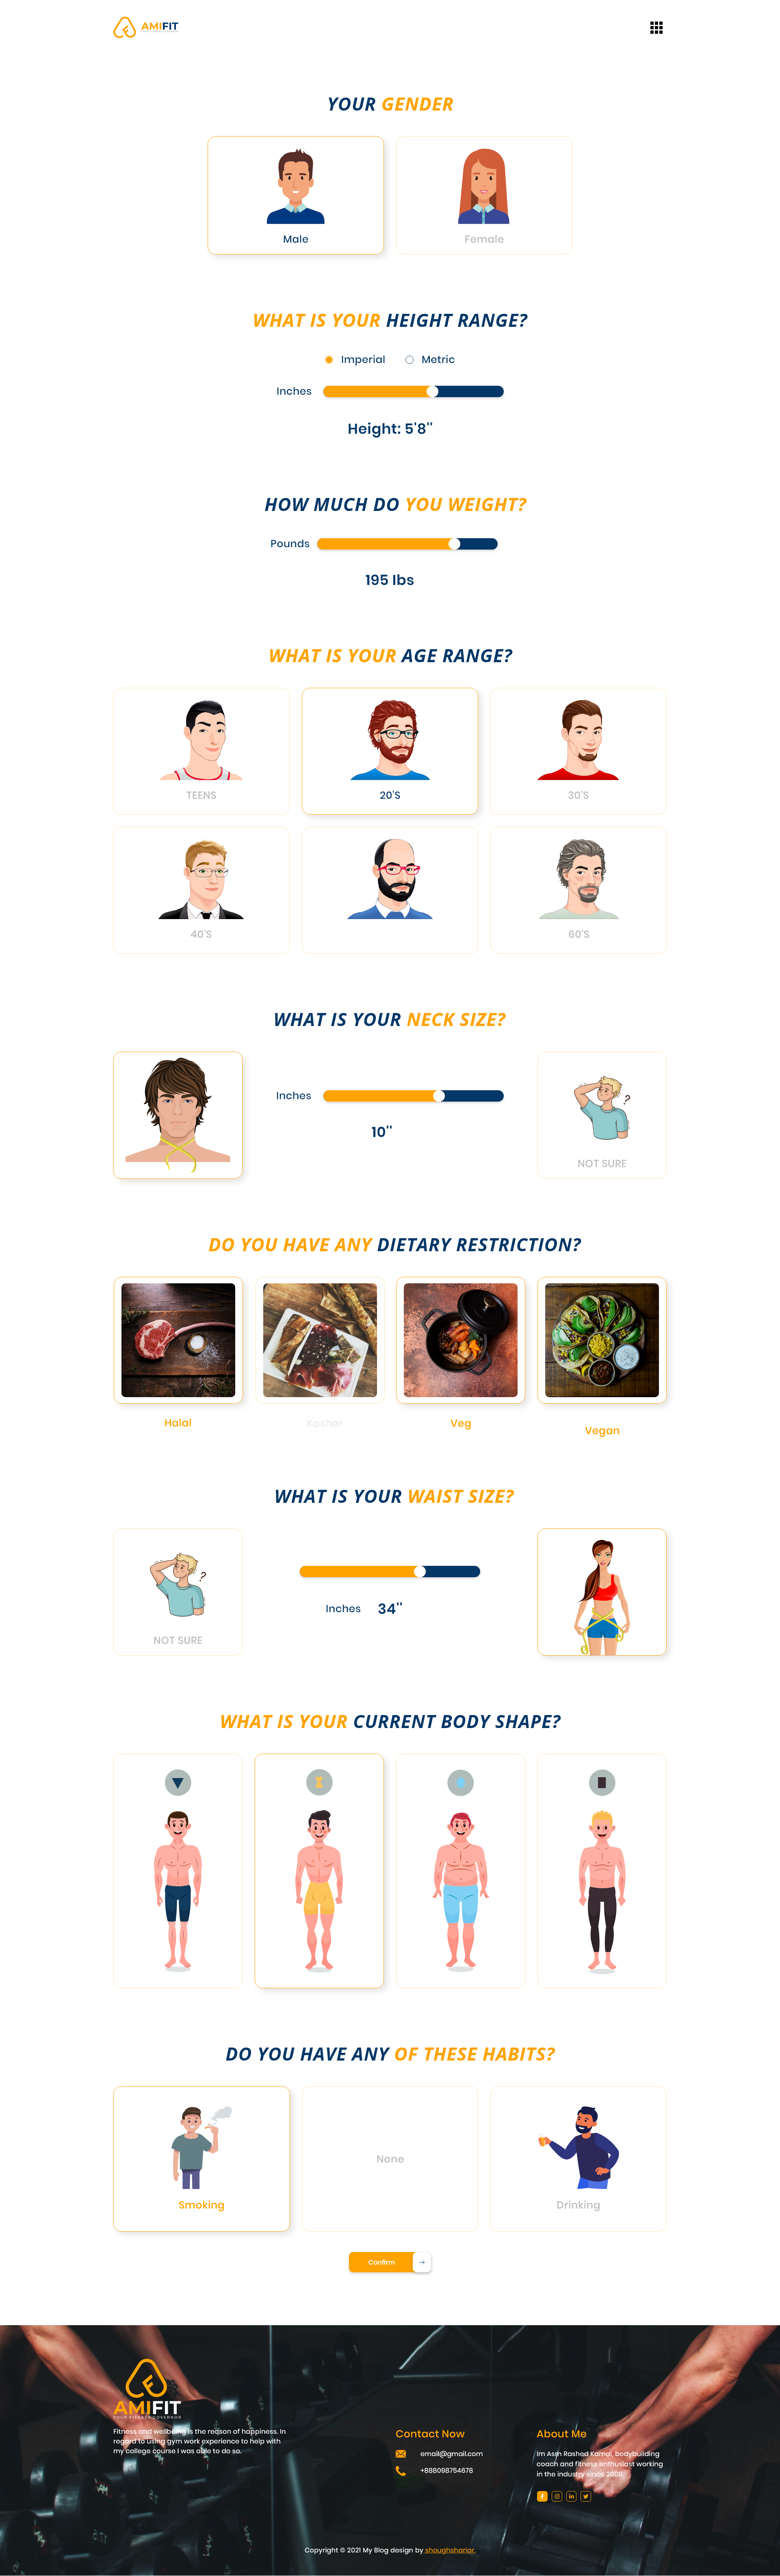 AMIFIT
YOUR GENDER
Male
Female
WHAT IS YOUR HEIGHT RANGE?
Imperial
Metric
Inches
Height: 5'8''
HOW MUCH DO YOU WEIGHT?
Pounds
195 lbs
WHAT IS YOUR AGE RANGE?
TEENS
20'S
30'S
40'S
60'S
WHAT IS YOUR NECK SIZE?
Inches
10''
?
NOT SURE
DO YOU HAVE ANY DIETARY RESTRICTION?
Halal
Kosher
Veg
Vegan
WHAT IS YOUR WAIST SIZE?
?
NOT SURE
Inches 34''
WHAT IS YOUR CURRENT BODY SHAPE?
DO YOU HAVE ANY OF THESE HABITS?
Smoking
None
Drinking
Confirm
AMIFIT
YOUR FITNESS GOVERNOR
Fitness and wellbeing is the reason of happiness. In
regard to using gym work experience to help with
my college course I was able to do so.
Contact Now
email@gmail.com
+888098754678
About Me
Im Asm Rashed Kamal, bodybuilding
coach and fitness enthusiast working
in the industry since 2009.
Copyright © 2021 My Blog design by shoughsharior.